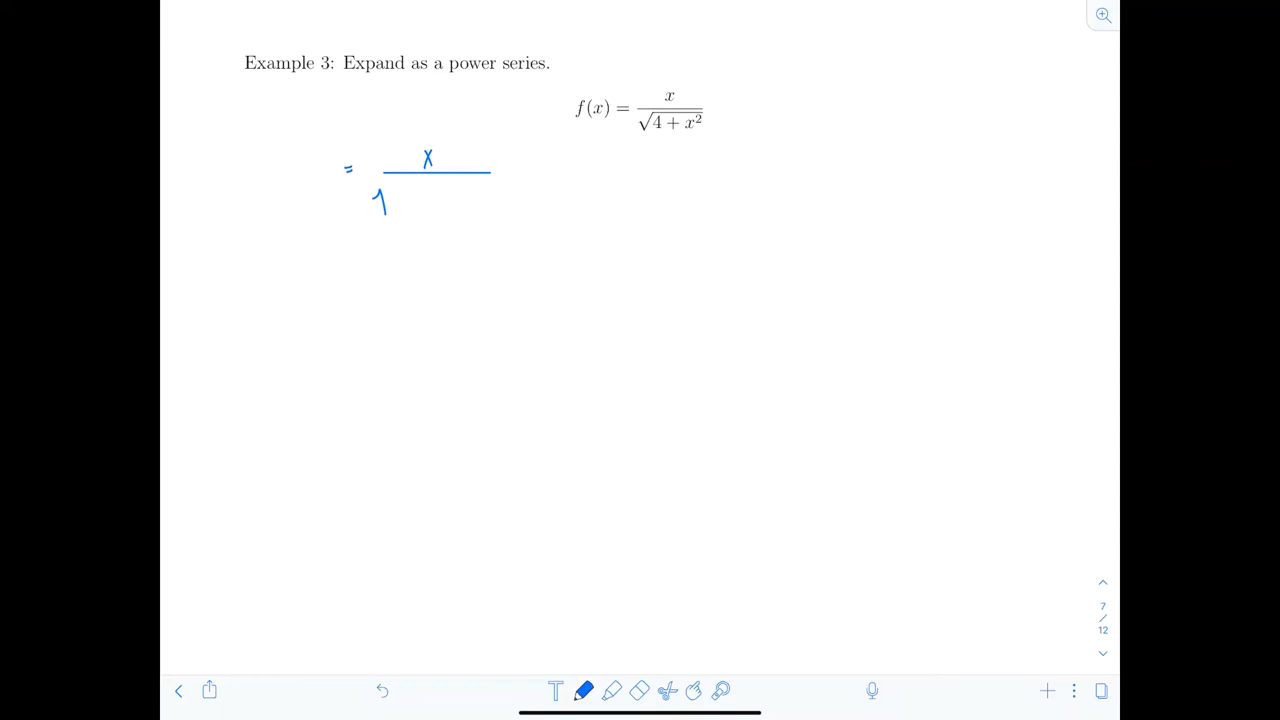 Example 3: Expand as a power series.
f(x) = x / √(4 + x²)
= x
7
/
12
T